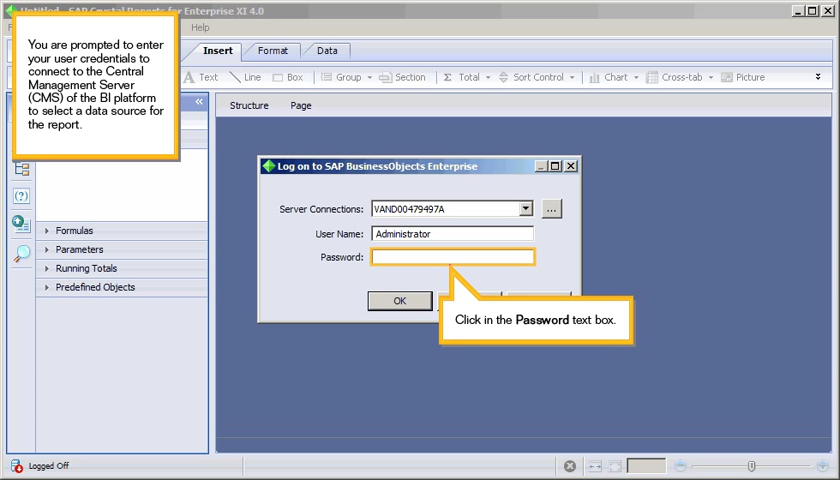 Untitled - SAP Crystal Reports for Enterprise XI 4.0
Help
You are prompted to enter
your user credentials to
connect to the Central
Management Server
(CMS) of the BI platform
to select a data source for
the report.
Insert
Format
Data
Text
Line
Box
Group
Section
Σ Total
Sort Control
Chart
Cross-tab
Picture
Structure
Page
Log on to SAP BusinessObjects Enterprise
Server Connections: VAND00479497A ...
User Name: Administrator
Password:
OK
Click in the Password text box.
Formulas
Parameters
Running Totals
Predefined Objects
Logged Off